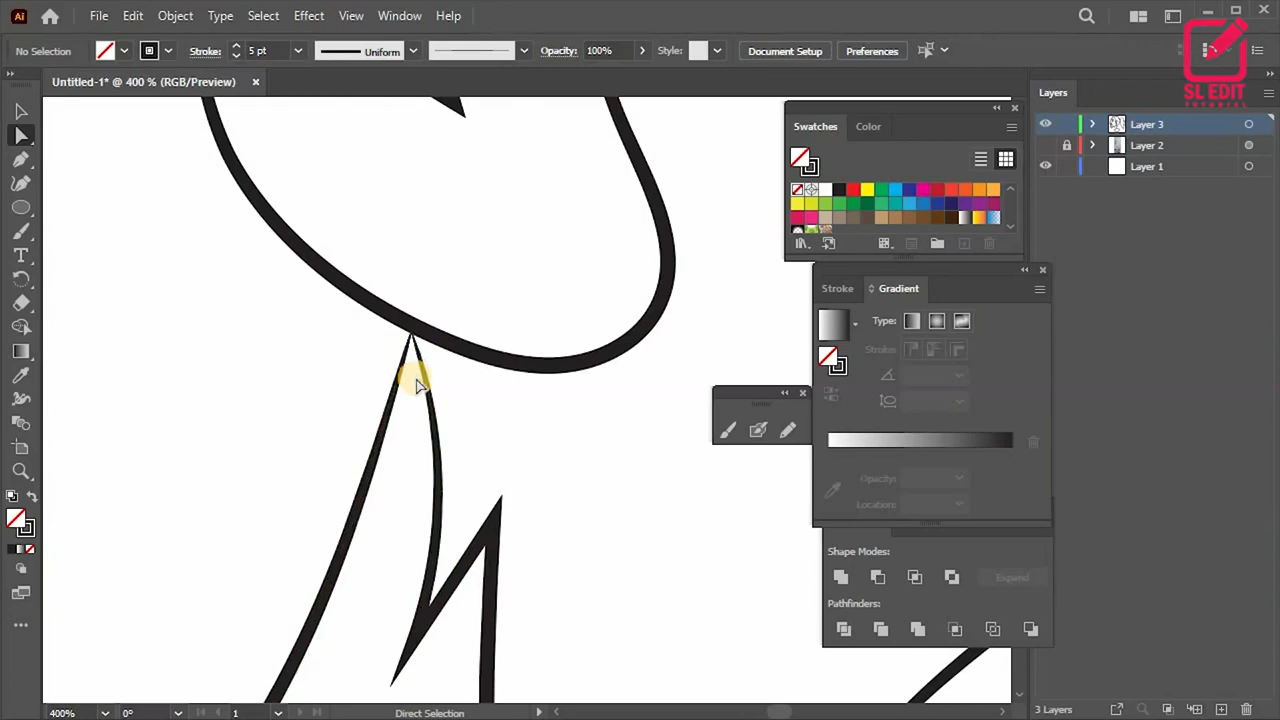 Ai
File Edit Object Type Select Effect View Window Help
No Selection
Stroke: 5 pt
Uniform
Opacity: 100%
Style:
Document Setup
Preferences
SL EDIT
TUTORIAL
Untitled-1* @ 400 % (RGB/Preview)
Layers
Swatches Color
Layer 3
Layer 2
Layer 1
Stroke Gradient
Type:
Stroke:
Opacity:
Location:
Shape Modes:
Expand
Pathfinders:
400% 0° 1 Direct Selection
3 Layers